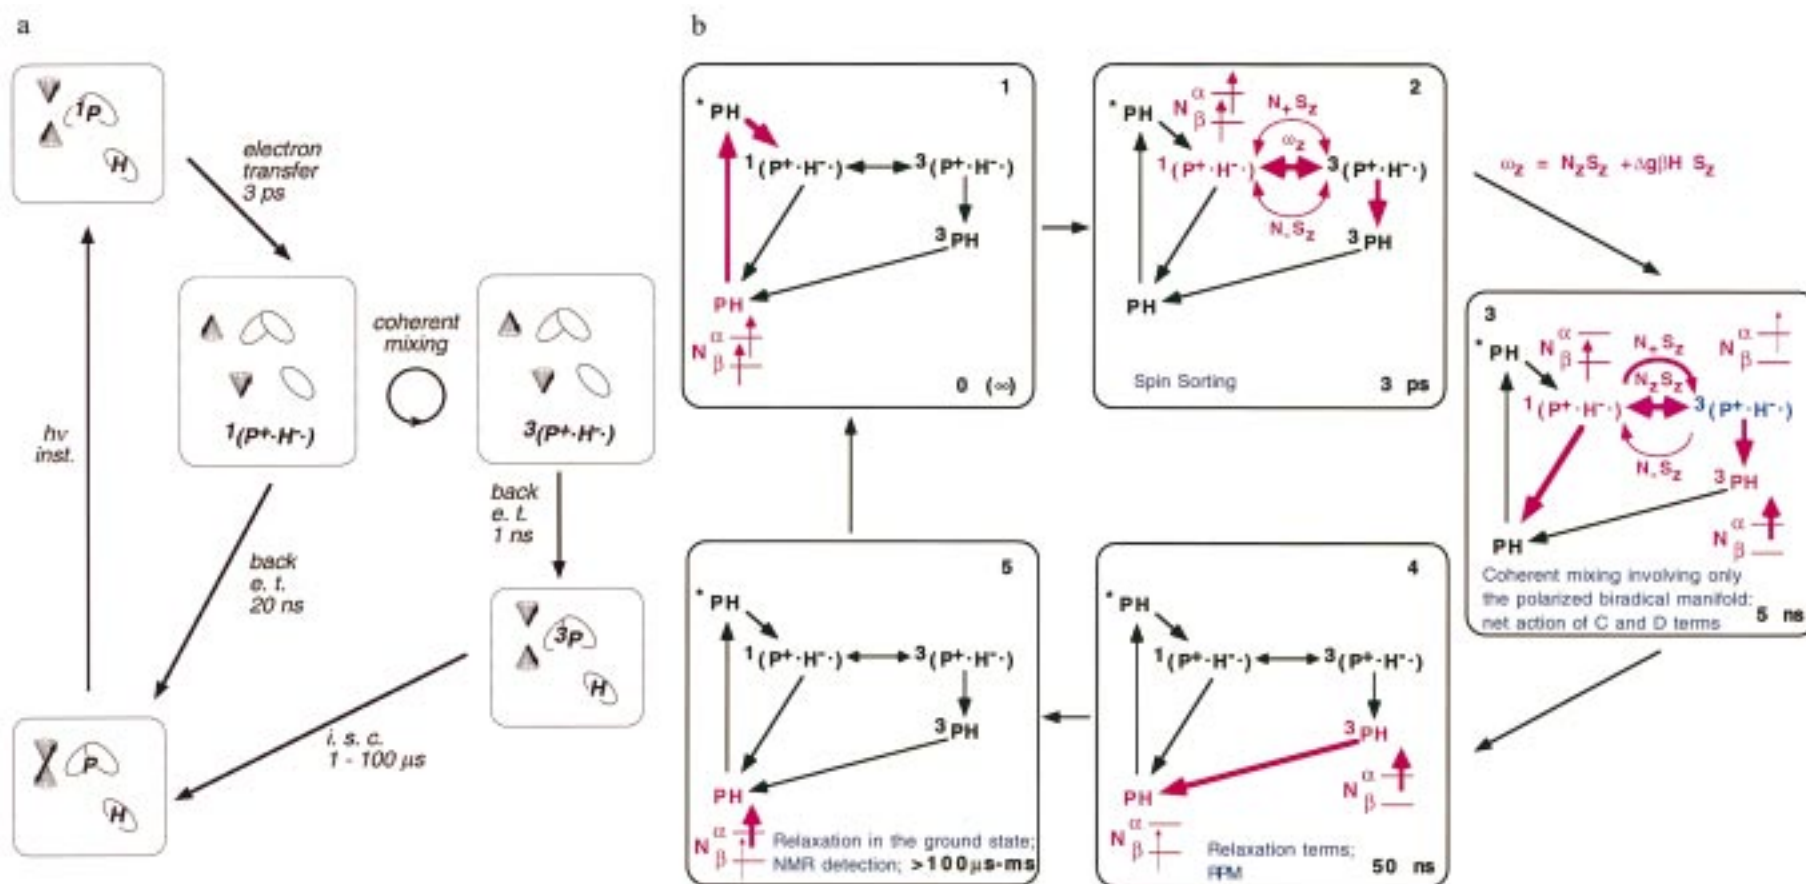 a
1P
H
electron
transfer
3 ps
coherent
mixing
1(P+·H-·)
3(P+·H-·)
hν
inst.
back
e. t.
1 ns
back
e. t.
20 ns
3P
H
i. s. c.
1 - 100 μs
P
H
b
1
* PH
1(P+·H-·)
3(P+·H-·)
3PH
PH
N α
β
0 (∞)
2
* PH
N α
β
N+Sz
ωz
1(P+·H-·)
3(P+·H-·)
N-Sz
3PH
PH
Spin Sorting
3 ps
ωz = NzSz +ΔgβH Sz
3
* PH
N α
β
N+Sz
NzSz
N α
β
1(P+·H-·)
3(P+·H-·)
N-Sz
3PH
N α
β
PH
Coherent mixing involving only
the polarized biradical manifold:
net action of C and D terms
5 ns
4
* PH
1(P+·H-·)
3(P+·H-·)
3PH
N α
β
PH
N α
β
Relaxation terms;
RPM
50 ns
5
* PH
1(P+·H-·)
3(P+·H-·)
3PH
PH
N α
β
Relaxation in the ground state;
NMR detection; >100μs-ms